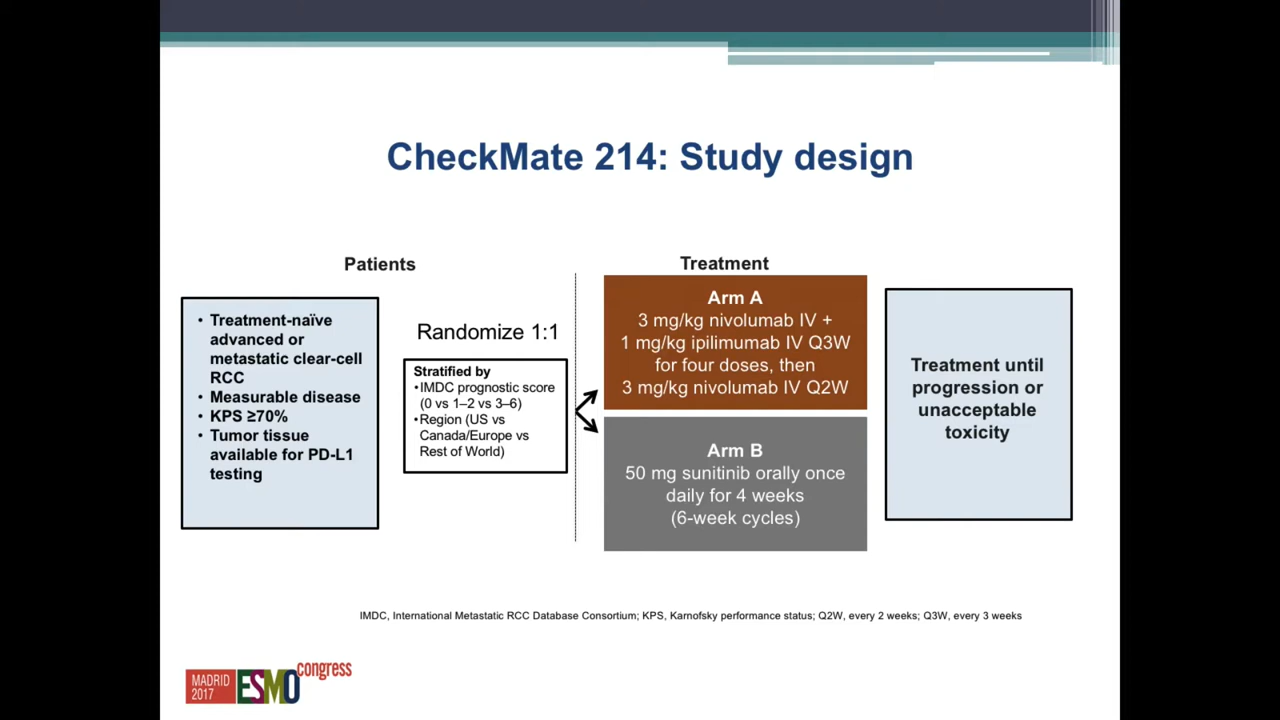 CheckMate 214: Study design
Patients
• Treatment-naïve
advanced or
metastatic clear-cell
RCC
• Measurable disease
• KPS ≥70%
• Tumor tissue
available for PD-L1
testing
Randomize 1:1
Stratified by
•IMDC prognostic score
(0 vs 1–2 vs 3–6)
•Region (US vs
Canada/Europe vs
Rest of World)
Treatment
Arm A
3 mg/kg nivolumab IV +
1 mg/kg ipilimumab IV Q3W
for four doses, then
3 mg/kg nivolumab IV Q2W
Arm B
50 mg sunitinib orally once
daily for 4 weeks
(6-week cycles)
Treatment until
progression or
unacceptable
toxicity
IMDC, International Metastatic RCC Database Consortium; KPS, Karnofsky performance status; Q2W, every 2 weeks; Q3W, every 3 weeks
MADRID
2017
ESMO
congress